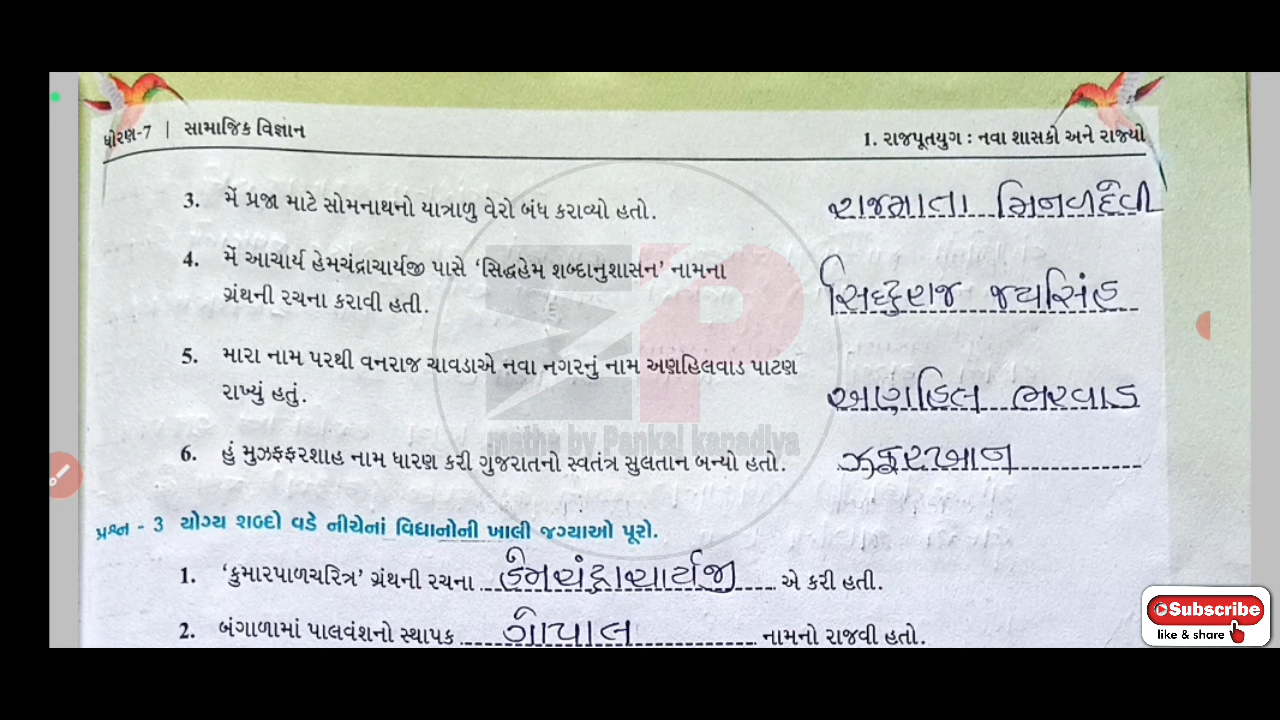 ધોરણ-7 | સામાજિક વિજ્ઞાન
1. રાજપૂતયુગ : નવા શાસકો અને રાજ્યો
3. મેં પ્રજા માટે સોમનાથનો યાત્રાળુ વેરો બંધ કરાવ્યો હતો. રાજમાતા મિનળદેવી
4. મેં આચાર્ય હેમચંદ્રાચાર્યજી પાસે ‘સિદ્ધહેમ શબ્દાનુશાસન’ નામના
ગ્રંથની રચના કરાવી હતી. સિદ્ધરાજ જયસિંહ
5. મારા નામ પરથી વનરાજ ચાવડાએ નવા નગરનું નામ અણહિલવાડ પાટણ
રાખ્યું હતું. અણહિલ ભરવાડ
6. હું મુઝફ્ફરશાહ નામ ધારણ કરી ગુજરાતનો સ્વતંત્ર સુલતાન બન્યો હતો. ઝફરખાન
maths by Pankaj kanadiya
પ્રશ્ન - 3 યોગ્ય શબ્દો વડે નીચેનાં વિધાનોની ખાલી જગ્યાઓ પૂરો.
1. ‘કુમારપાળચરિત્ર’ ગ્રંથની રચના હેમચંદ્રાચાર્યજી એ કરી હતી.
2. બંગાળામાં પાલવંશનો સ્થાપક ગોપાલ નામનો રાજવી હતો.
Subscribe
like & share